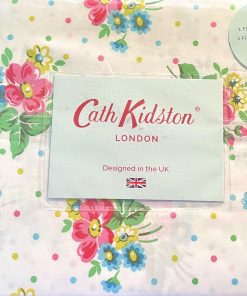 Cath Kidston®
LONDON
Designed in the UK